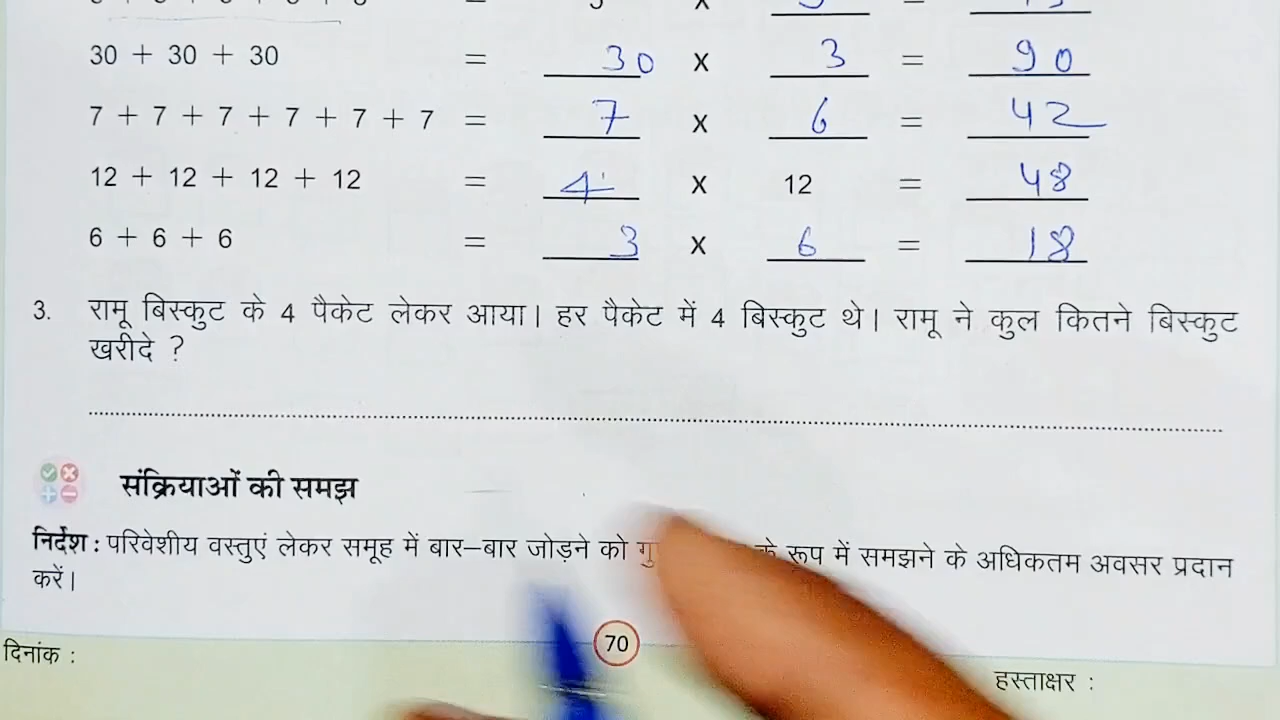 30 + 30 + 30 = 30 x 3 = 90
7 + 7 + 7 + 7 + 7 + 7 = 7 x 6 = 42
12 + 12 + 12 + 12 = 4 x 12 = 48
6 + 6 + 6 = 3 x 6 = 18
3. रामू बिस्कुट के 4 पैकेट लेकर आया। हर पैकेट में 4 बिस्कुट थे। रामू ने कुल कितने बिस्कुट
खरीदे ?
संक्रियाओं की समझ
निर्देश : परिवेशीय वस्तुएं लेकर समूह में बार–बार जोड़ने को के रूप में समझने के अधिकतम अवसर प्रदान
करें।
70
दिनांक :
हस्ताक्षर :